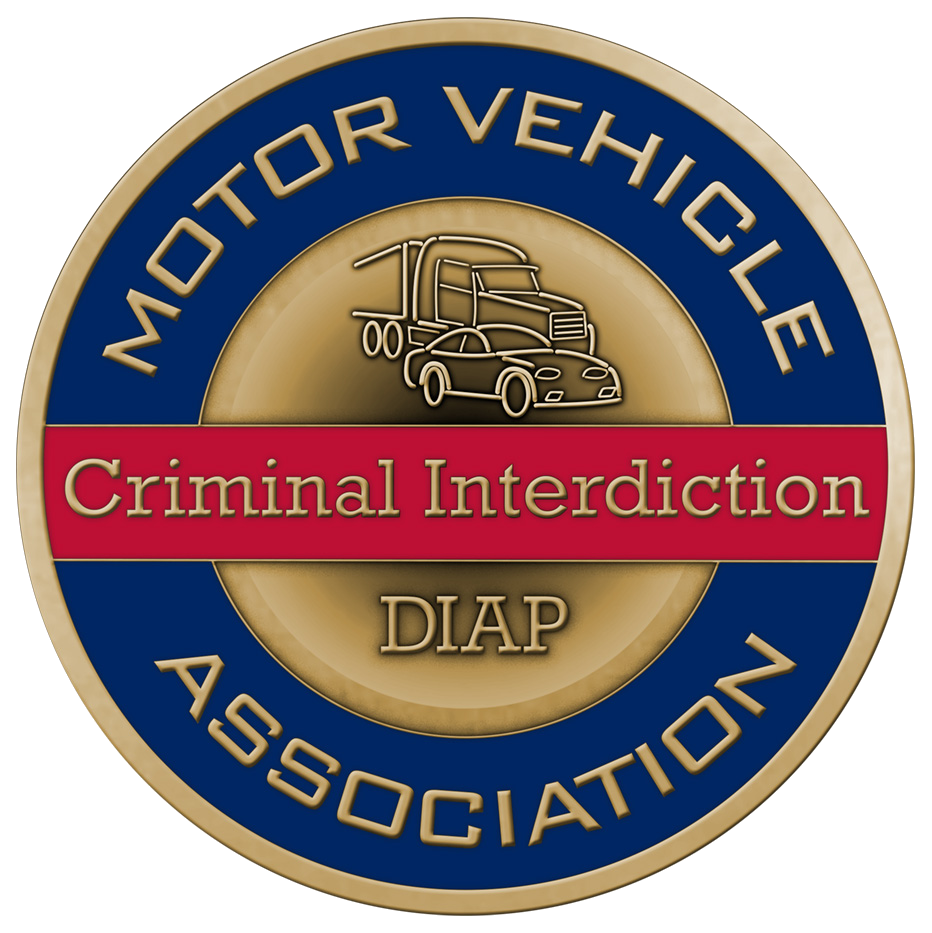 MOTOR VEHICLE
Criminal Interdiction
DIAP
ASSOCIATION